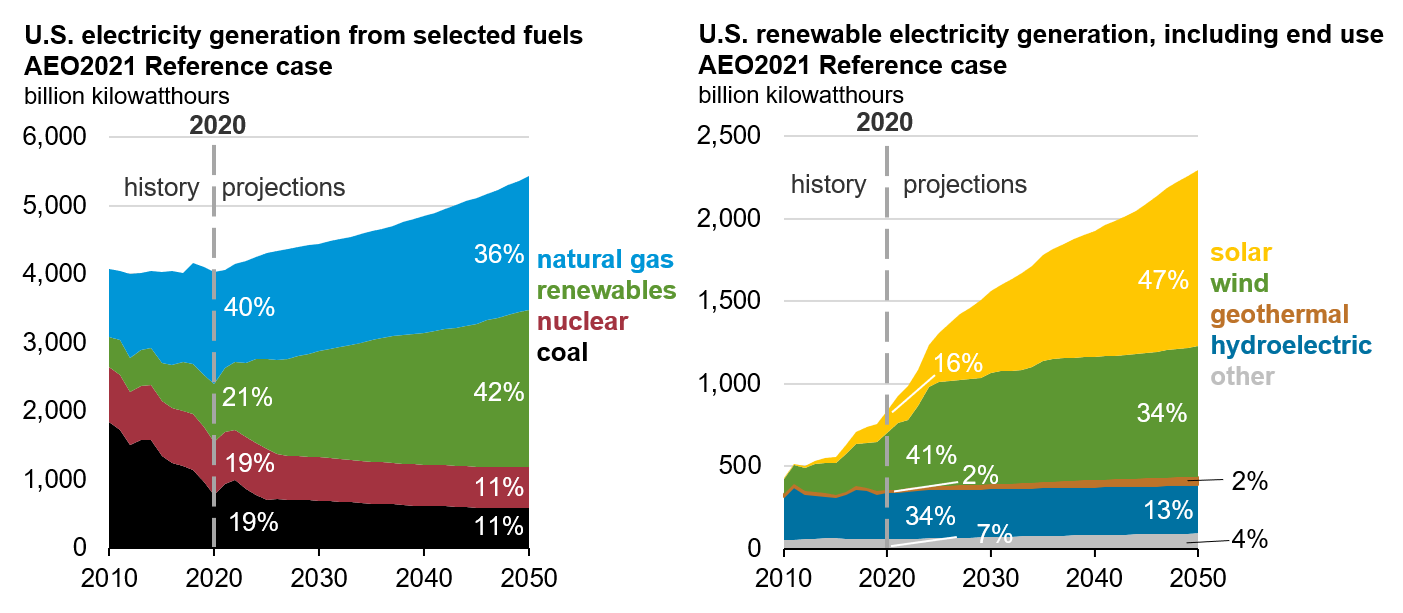 U.S. electricity generation from selected fuels
AEO2021 Reference case
billion kilowatthours
2020
6,000
5,000
4,000
3,000
2,000
1,000
0
history
projections
36%
40%
21%
42%
19%
11%
19%
11%
natural gas
renewables
nuclear
coal
2010
2020
2030
2040
2050
U.S. renewable electricity generation, including end use
AEO2021 Reference case
billion kilowatthours
2020
2,500
2,000
1,500
1,000
500
0
history
projections
47%
16%
34%
41%
2%
2%
34%
13%
7%
4%
solar
wind
geothermal
hydroelectric
other
2010
2020
2030
2040
2050